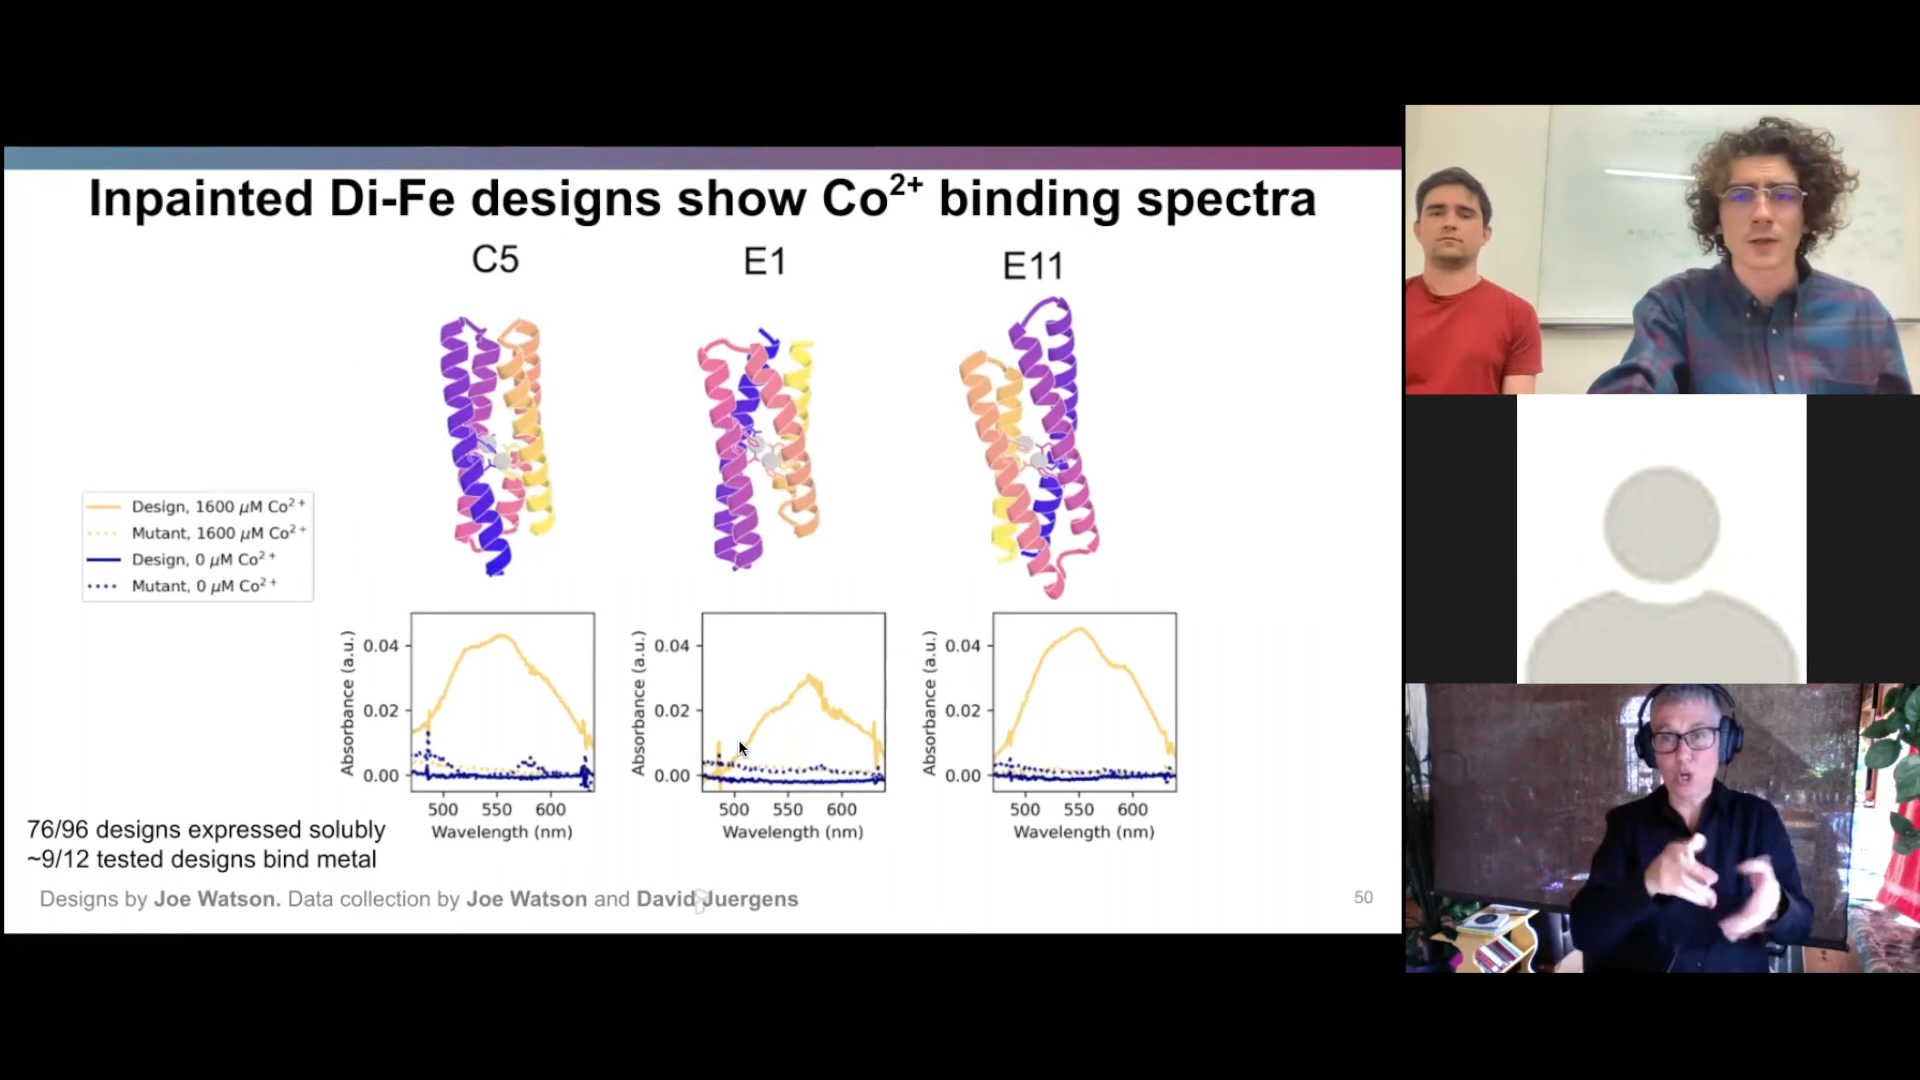 Inpainted Di-Fe designs show Co²⁺ binding spectra
C5
E1
E11
Design, 1600 μM Co²⁺
Mutant, 1600 μM Co²⁺
Design, 0 μM Co²⁺
Mutant, 0 μM Co²⁺
Absorbance (a.u.)
0.04
0.02
0.00
500 550 600
Wavelength (nm)
Absorbance (a.u.)
0.04
0.02
0.00
500 550 600
Wavelength (nm)
Absorbance (a.u.)
0.04
0.02
0.00
500 550 600
Wavelength (nm)
76/96 designs expressed solubly
~9/12 tested designs bind metal
Designs by Joe Watson. Data collection by Joe Watson and David Juergens
50